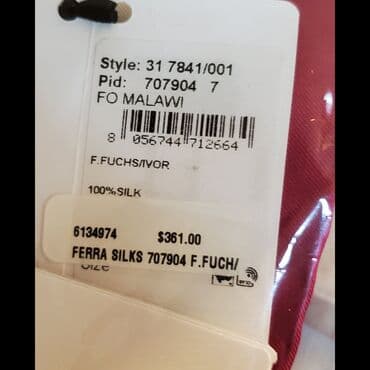 Style: 31 7841/001
Pid: 707904 7
FO MALAWI
8 056744 712664
F.FUCHS/IVOR
100%SILK
6134974 $361.00
FERRA SILKS 707904 F.FUCH/
Size